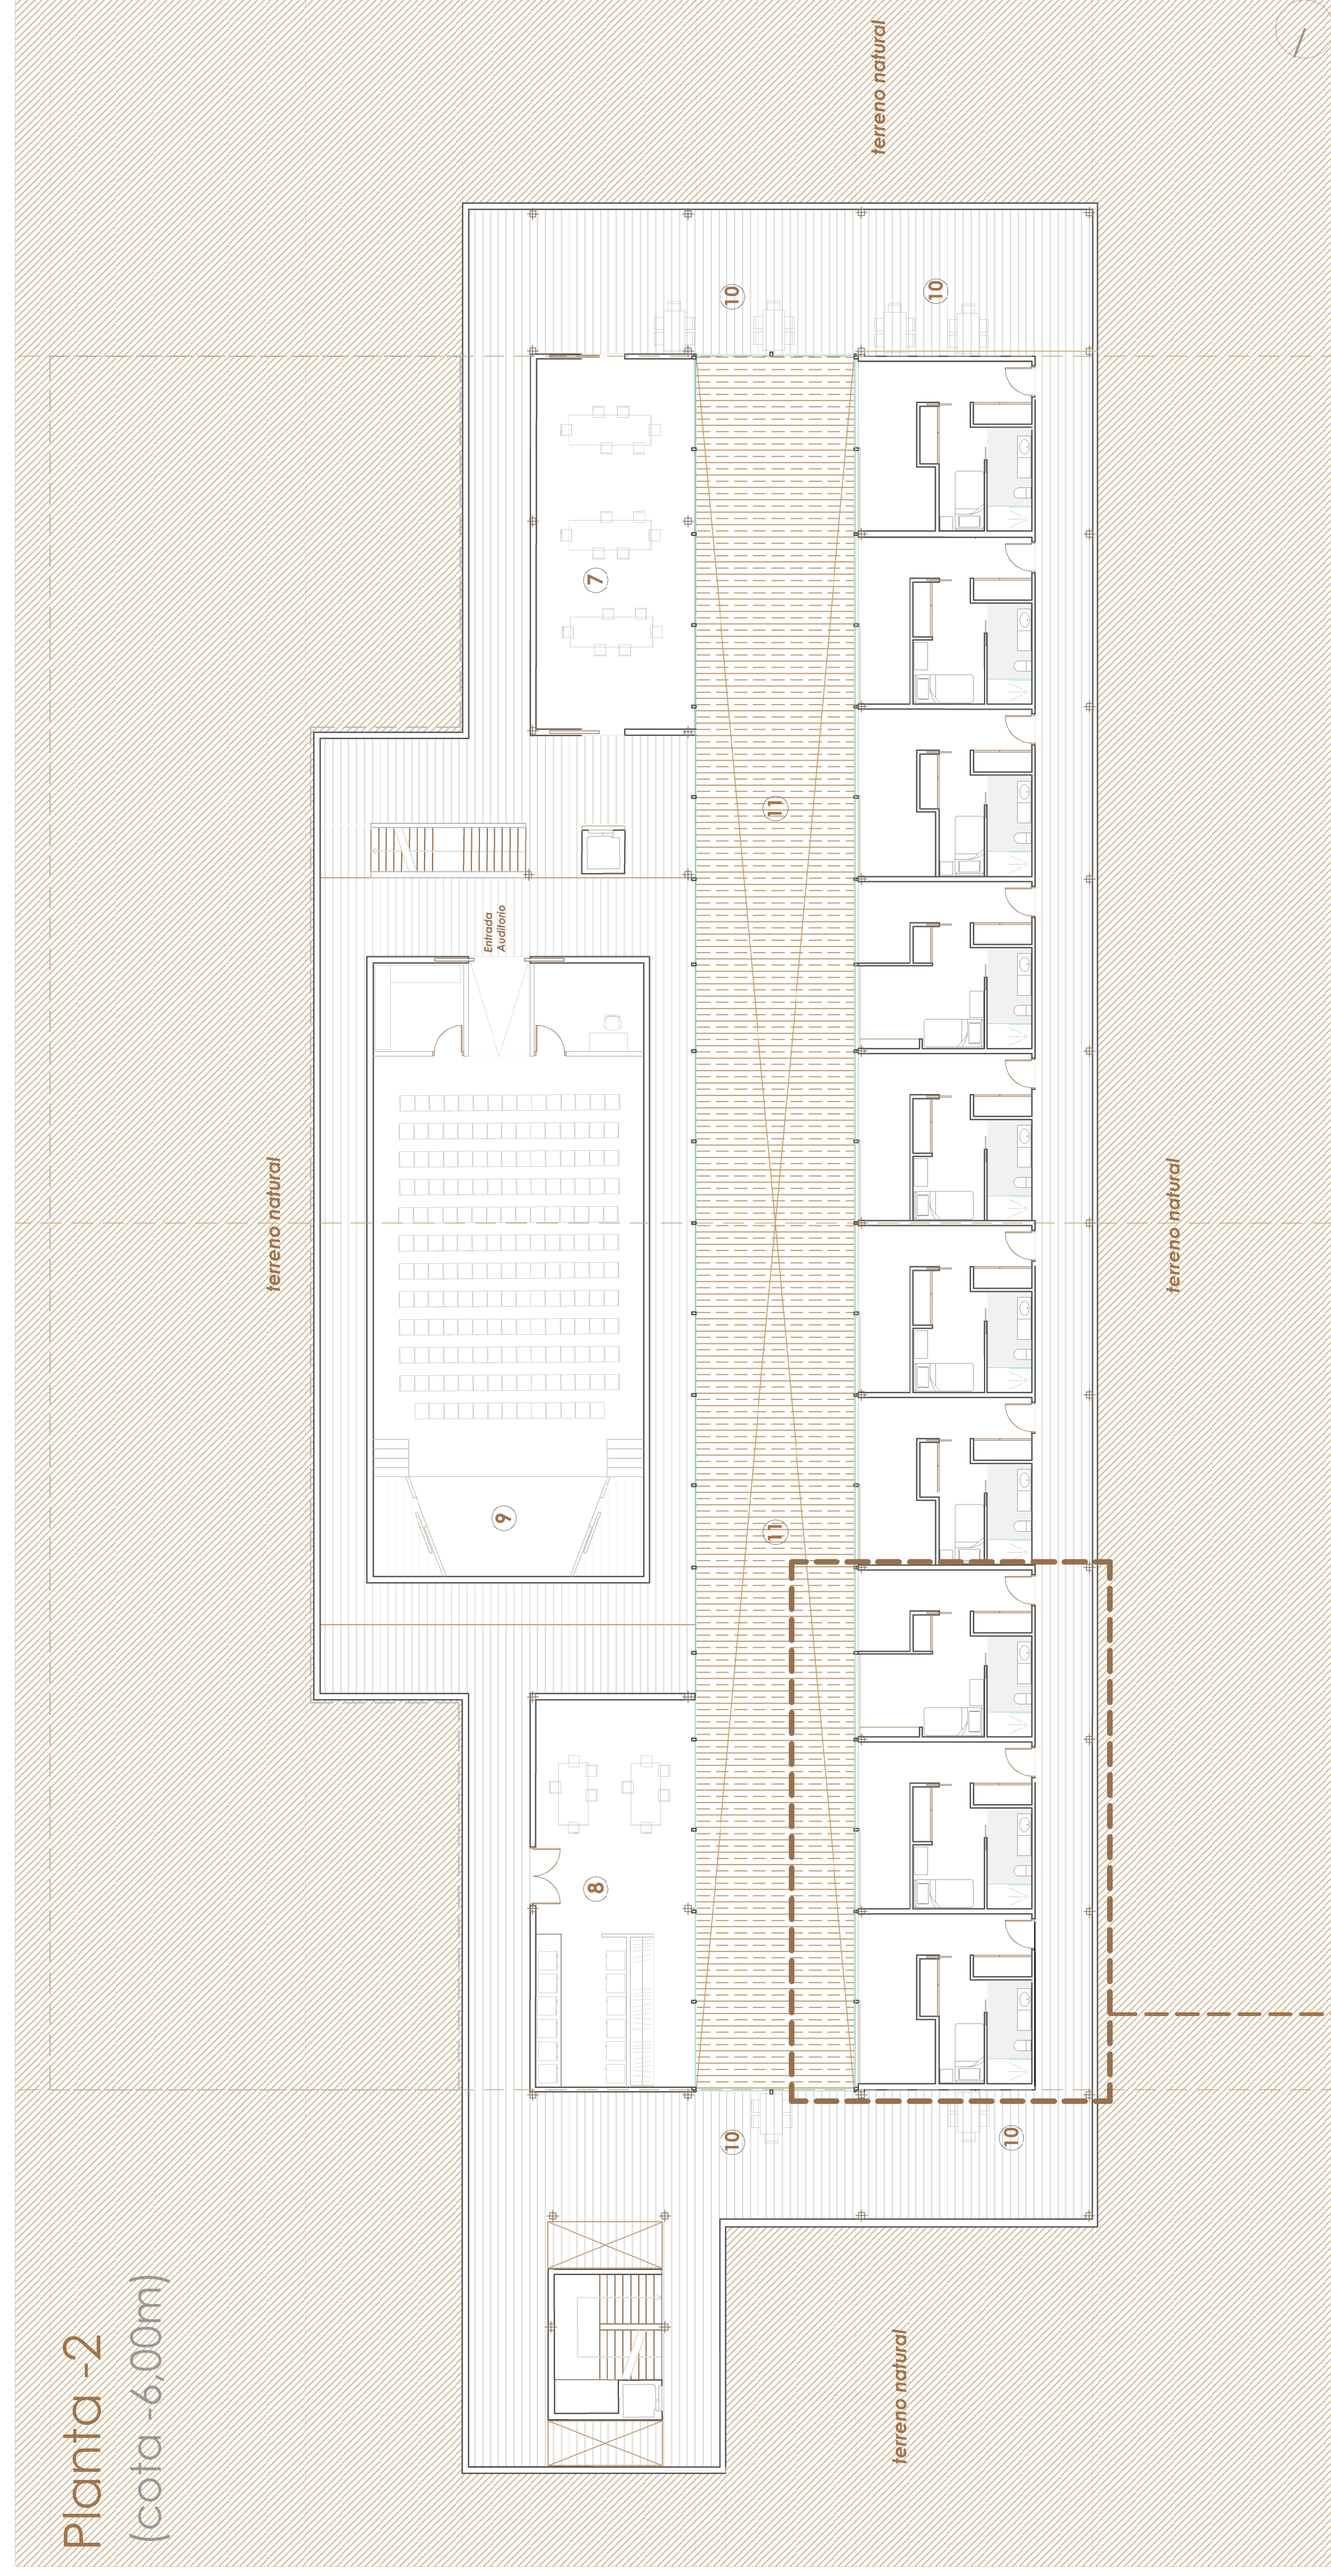 Planta -2
(cota -6,00m)
terreno natural
terreno natural
terreno natural
terreno natural
Entrada
Auditorio
7
8
9
10
10
10
10
11
11